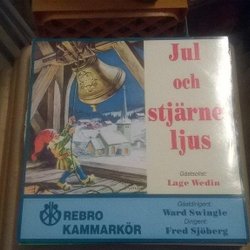 Jul
och
stjärne
ljus
Gästsolist:
Lage Wedin
ÖREBRO
KAMMARKÖR
Gästdirigent:
Ward Swingle
Dirigent:
Fred Sjöberg